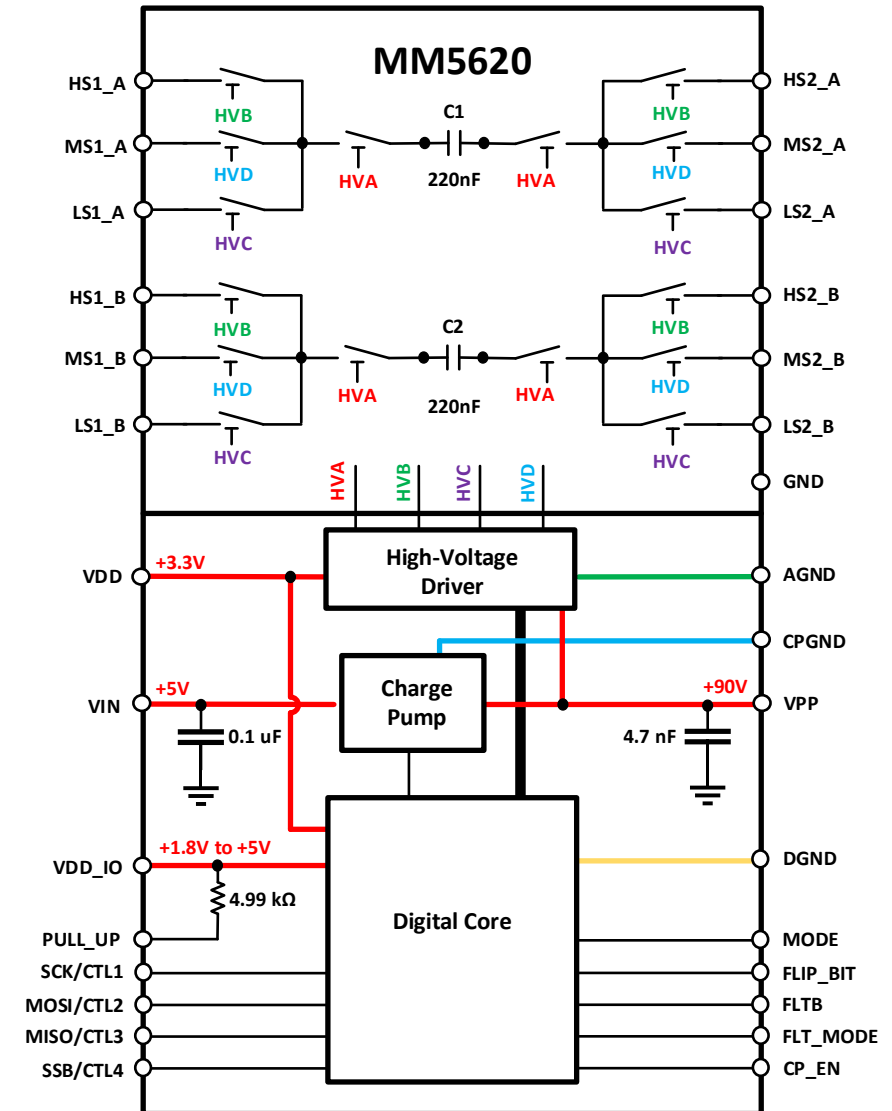 MM5620
HS1_A
HVB
C1
HVB
HS2_A
MS1_A
HVD
HVA
220nF
HVA
HVD
MS2_A
LS1_A
HVC
HVC
LS2_A
HS1_B
HVB
C2
HVB
HS2_B
MS1_B
HVD
HVA
220nF
HVA
HVD
MS2_B
LS1_B
HVC
HVC
LS2_B
HVA
HVB
HVC
HVD
GND
VDD
+3.3V
High-Voltage
Driver
AGND
CPGND
VIN
+5V
0.1 uF
Charge
Pump
+90V
4.7 nF
VPP
VDD_IO
+1.8V to +5V
4.99 kΩ
DGND
Digital Core
PULL_UP
MODE
SCK/CTL1
FLIP_BIT
MOSI/CTL2
FLTB
MISO/CTL3
FLT_MODE
SSB/CTL4
CP_EN